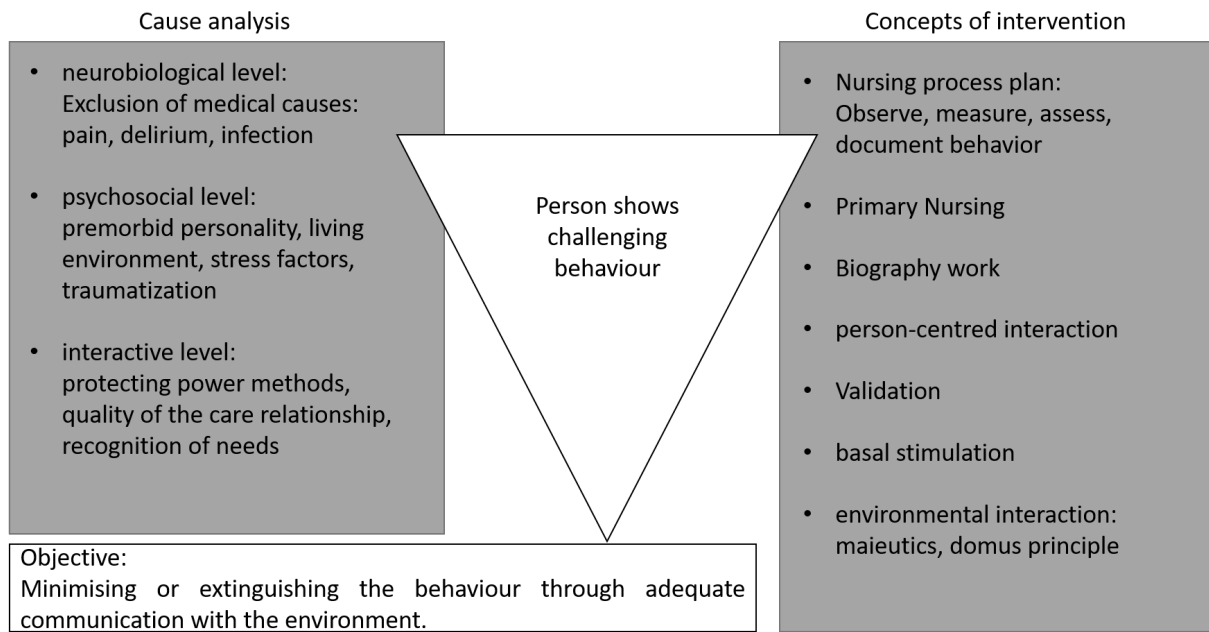 Cause analysis
• neurobiological level:
Exclusion of medical causes:
pain, delirium, infection
• psychosocial level:
premorbid personality, living
environment, stress factors,
traumatization
• interactive level:
protecting power methods,
quality of the care relationship,
recognition of needs
Person shows
challenging
behaviour
Objective:
Minimising or extinguishing the behaviour through adequate
communication with the environment.
Concepts of intervention
• Nursing process plan:
Observe, measure, assess,
document behavior
• Primary Nursing
• Biography work
• person-centred interaction
• Validation
• basal stimulation
• environmental interaction:
maieutics, domus principle